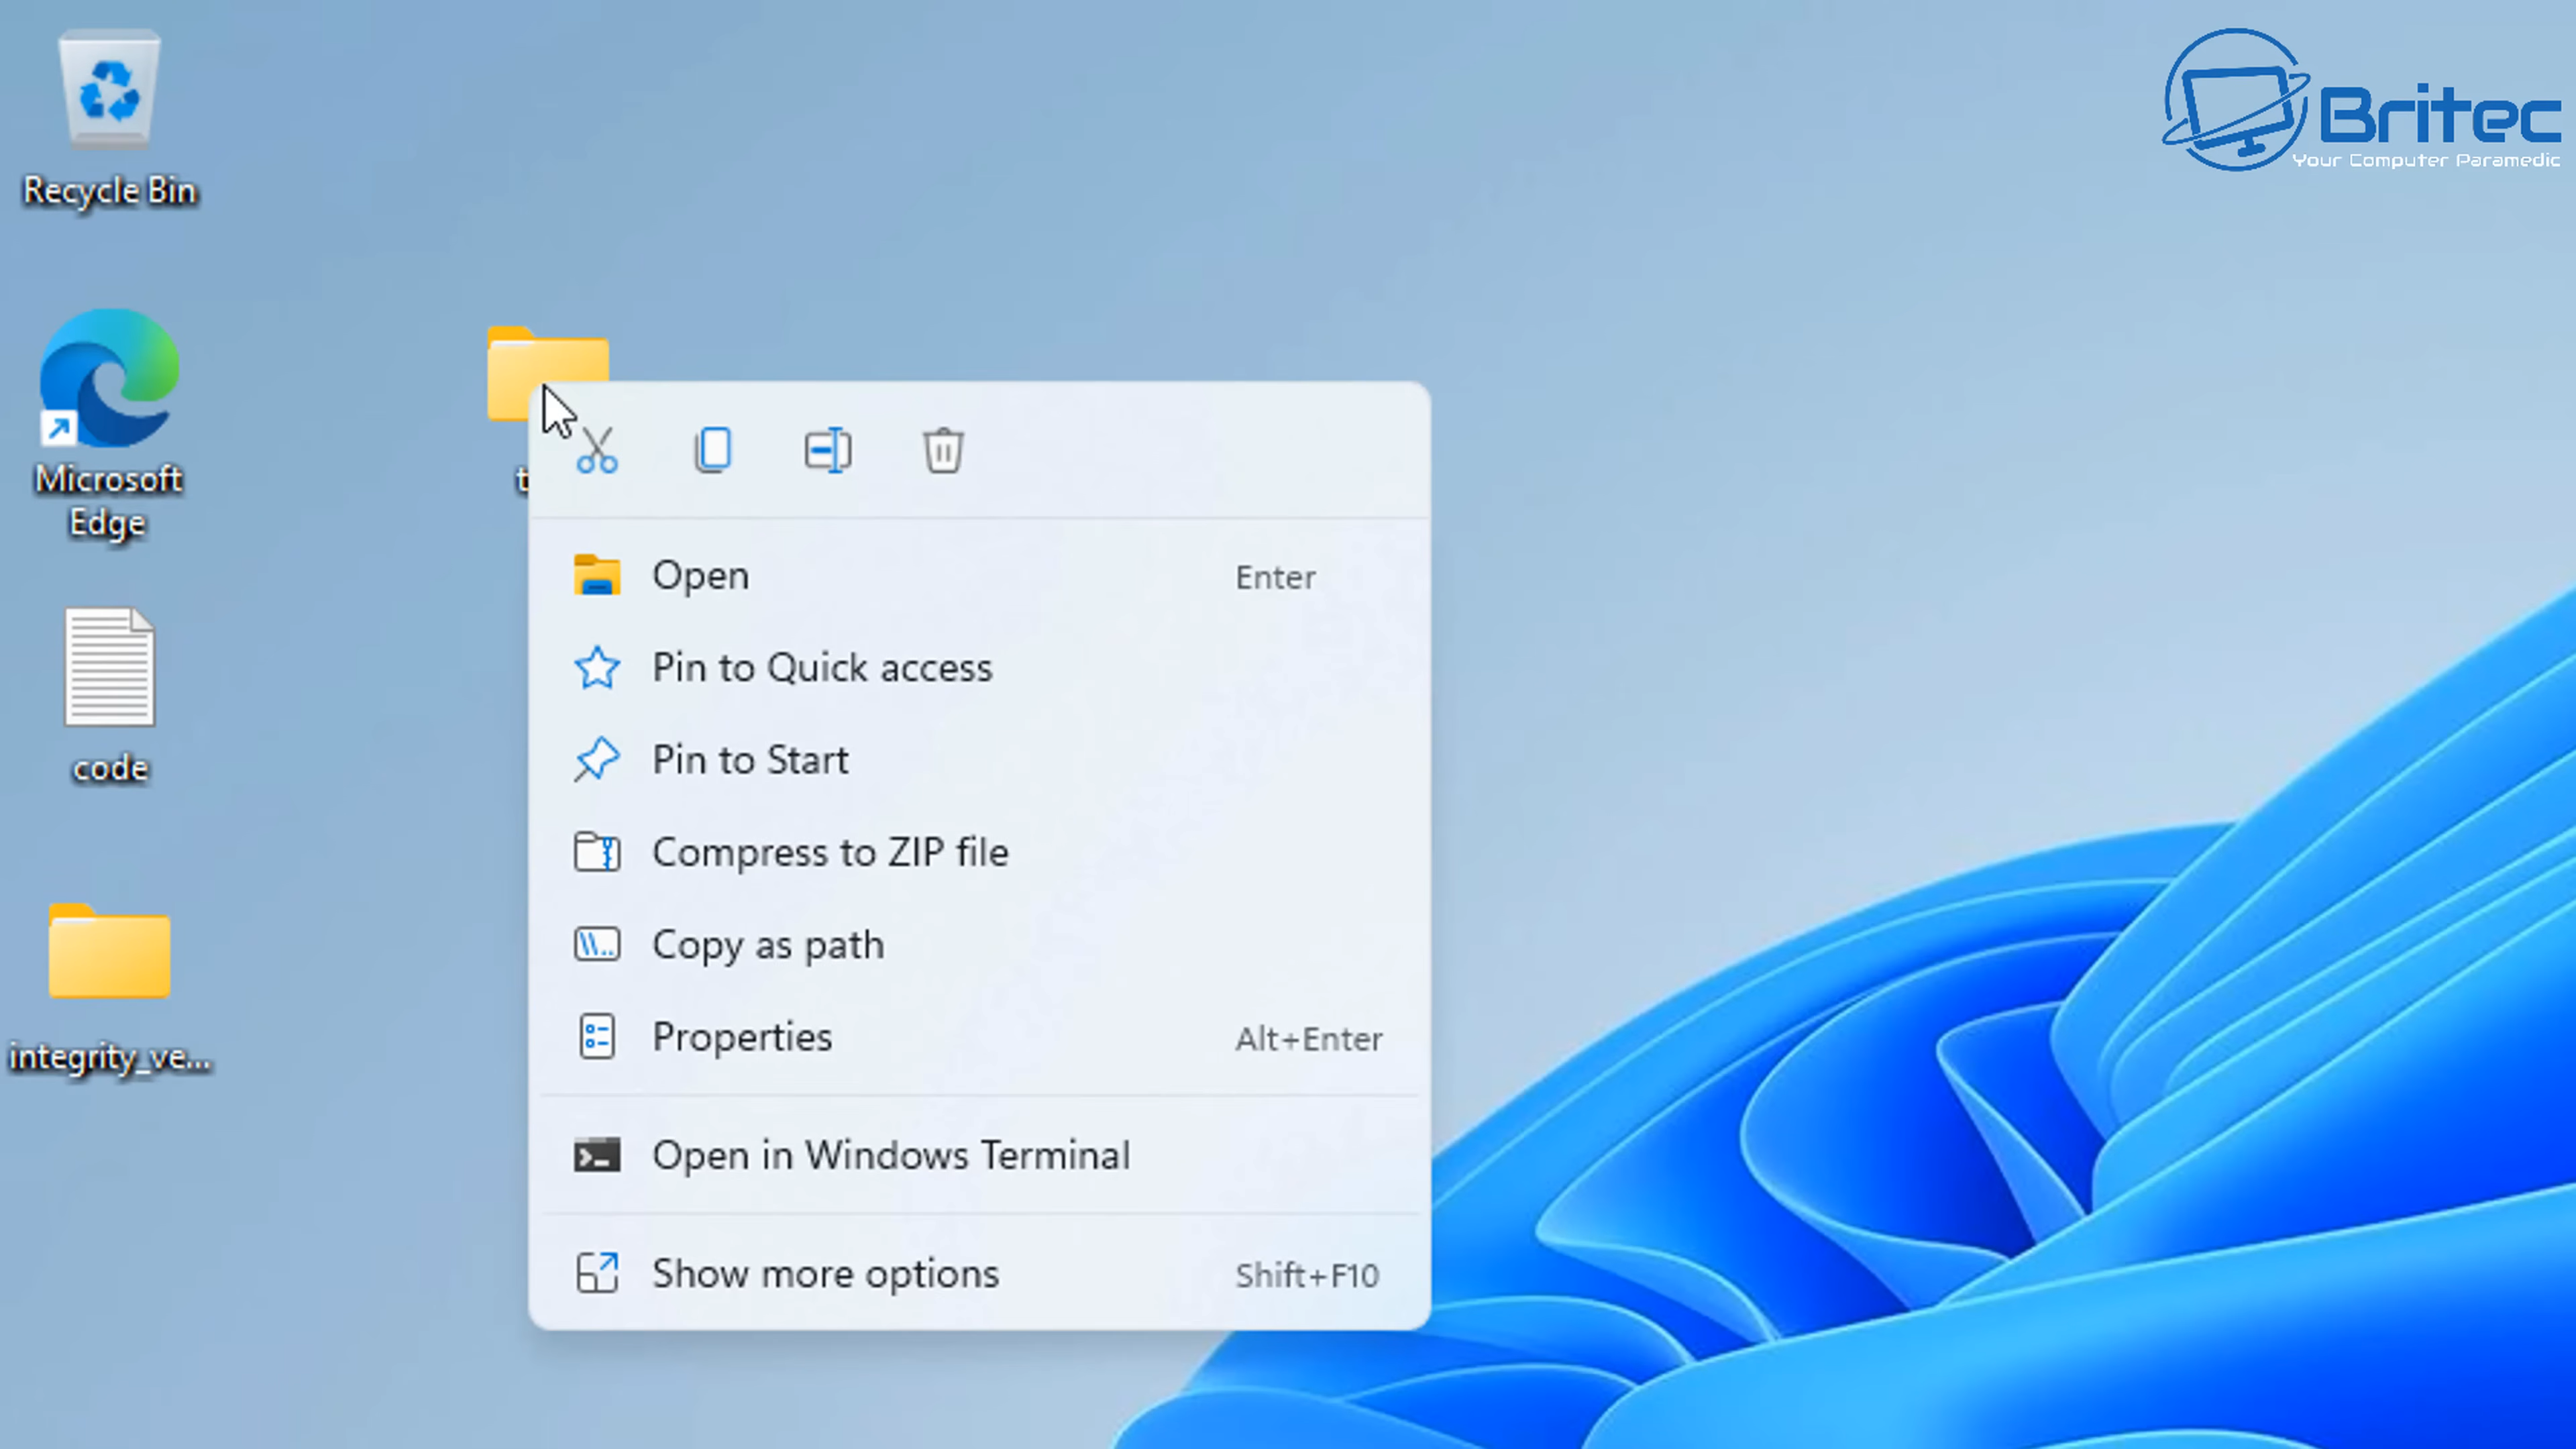 Recycle Bin
Britec
Your Computer Paramedic
Microsoft
Edge
code
integrity_ve...
Open Enter
Pin to Quick access
Pin to Start
Compress to ZIP file
Copy as path
Properties Alt+Enter
Open in Windows Terminal
Show more options Shift+F10